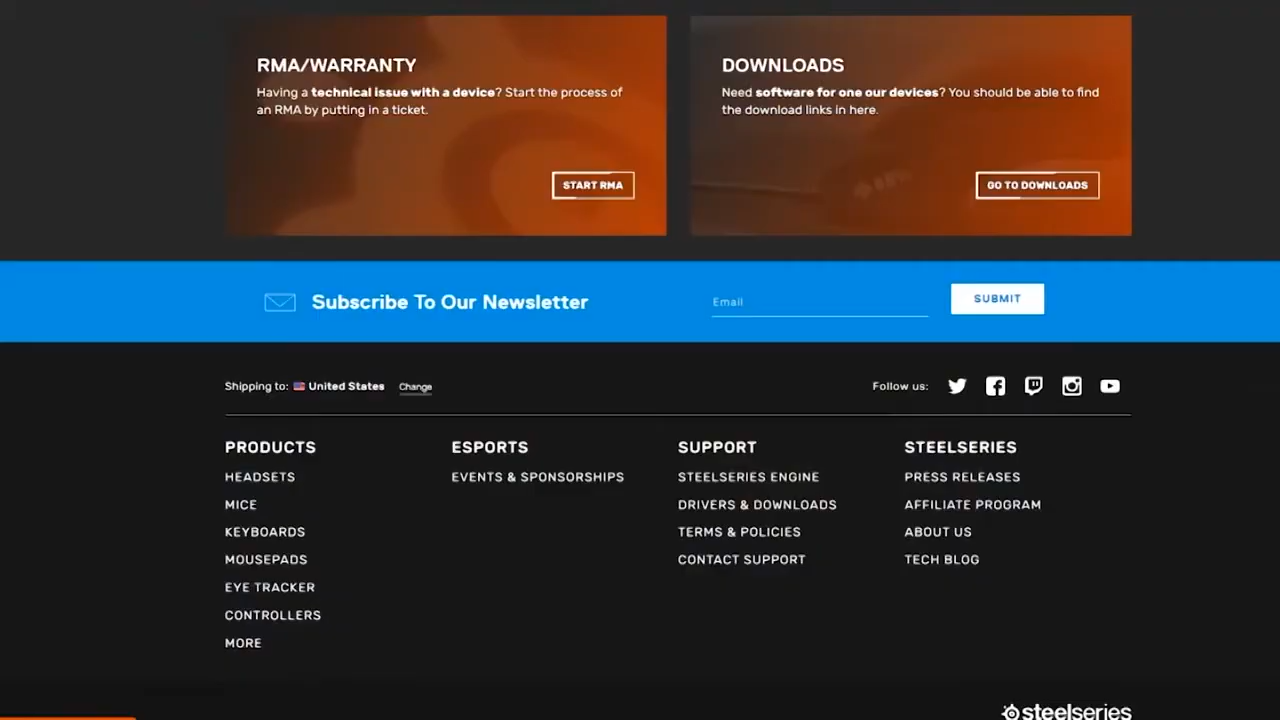 RMA/WARRANTY
Having a technical issue with a device? Start the process of
an RMA by putting in a ticket.
START RMA
DOWNLOADS
Need software for one our devices? You should be able to find
the download links in here.
GO TO DOWNLOADS
Subscribe To Our Newsletter
Email
SUBMIT
Shipping to: United States Change
Follow us:
PRODUCTS
HEADSETS
MICE
KEYBOARDS
MOUSEPADS
EYE TRACKER
CONTROLLERS
MORE
ESPORTS
EVENTS & SPONSORSHIPS
SUPPORT
STEELSERIES ENGINE
DRIVERS & DOWNLOADS
TERMS & POLICIES
CONTACT SUPPORT
STEELSERIES
PRESS RELEASES
AFFILIATE PROGRAM
ABOUT US
TECH BLOG
steelseries